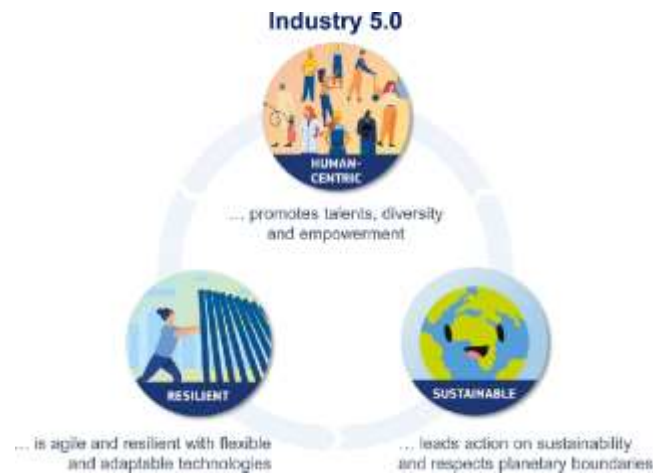 Industry 5.0
HUMAN-
CENTRIC
... promotes talents, diversity
and empowerment
RESILIENT
... is agile and resilient with flexible
and adaptable technologies
SUSTAINABLE
... leads action on sustainability
and respects planetary boundaries